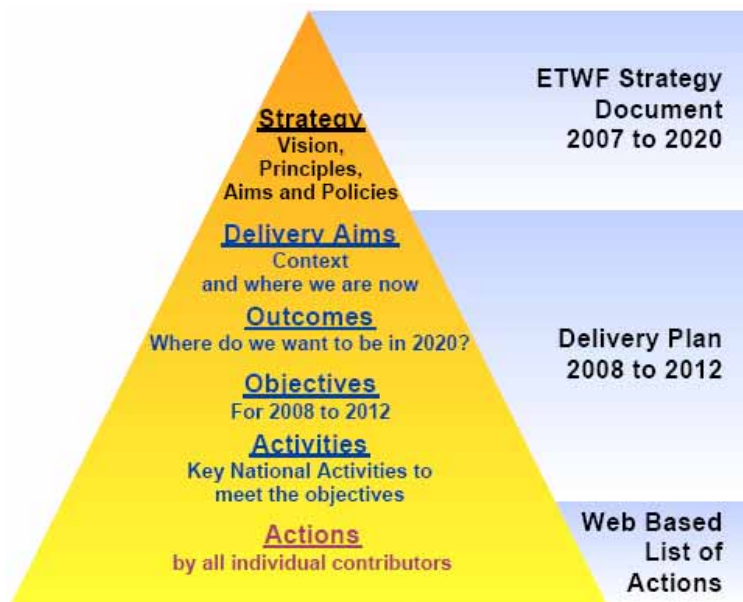 Strategy
Vision,
Principles,
Aims and Policies
Delivery Aims
Context
and where we are now
Outcomes
Where do we want to be in 2020?
Objectives
For 2008 to 2012
Activities
Key National Activities to
meet the objectives
Actions
by all individual contributors
ETWF Strategy
Document
2007 to 2020
Delivery Plan
2008 to 2012
Web Based
List of
Actions